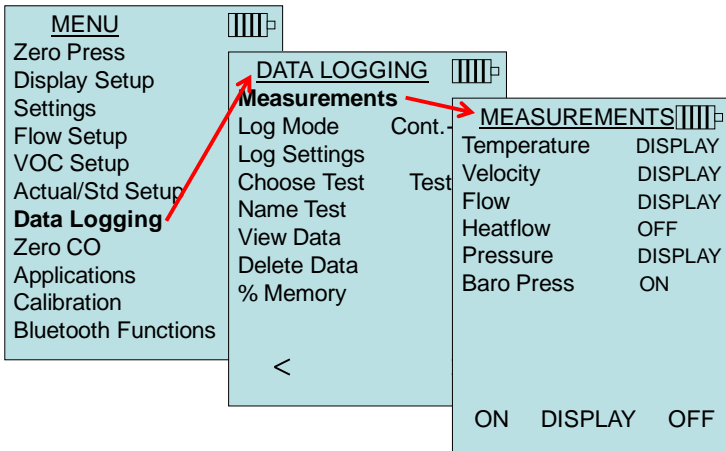 MENU
Zero Press
Display Setup
Settings
Flow Setup
VOC Setup
Actual/Std Setup
Data Logging
Zero CO
Applications
Calibration
Bluetooth Functions
DATA LOGGING
Measurements
Log Mode Cont.-
Log Settings
Choose Test Test
Name Test
View Data
Delete Data
% Memory
<
MEASUREMENTS
Temperature DISPLAY
Velocity DISPLAY
Flow DISPLAY
Heatflow OFF
Pressure DISPLAY
Baro Press ON
ON DISPLAY OFF